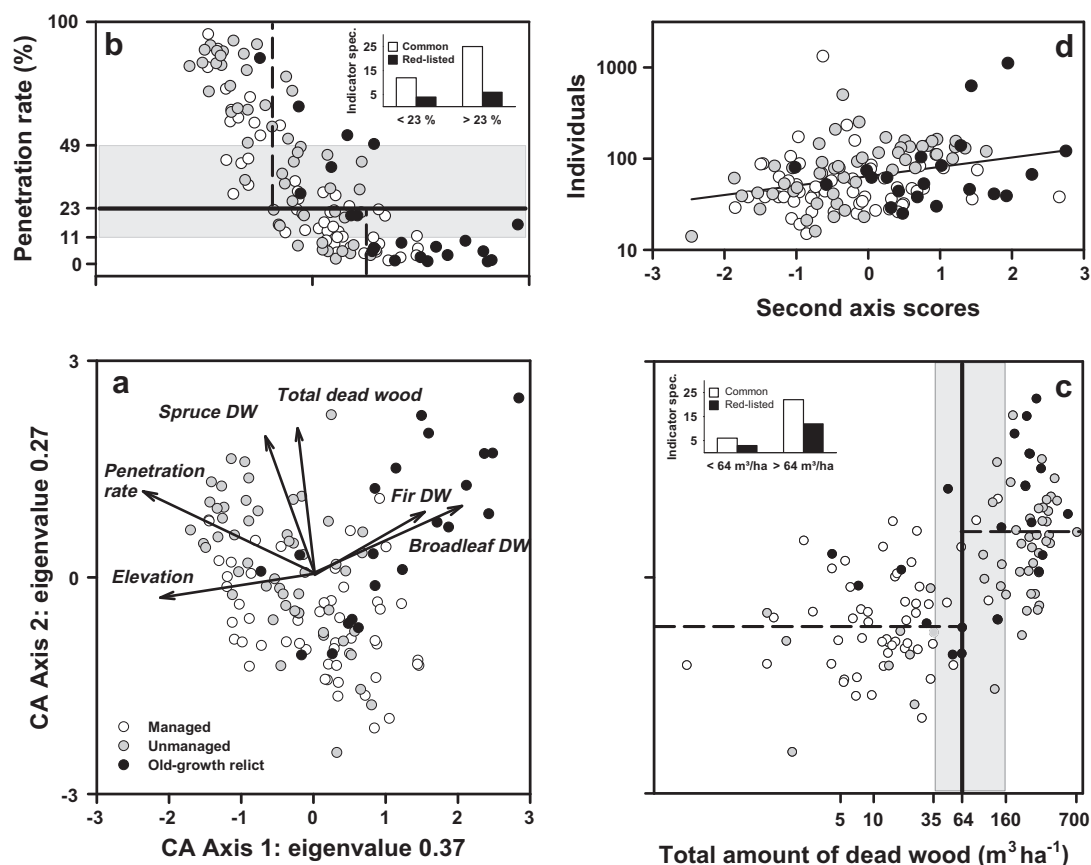 b
Penetration rate (%)
100
49
23
11
0
Indicator spec.
25
15
5
Common
Red-listed
< 23 %
> 23 %
d
Individuals
1000
100
10
-3
-2
-1
0
1
2
3
Second axis scores
a
CA Axis 2: eigenvalue 0.27
3
0
-3
Spruce DW
Total dead wood
Penetration
rate
Fir DW
Broadleaf DW
Elevation
Managed
Unmanaged
Old-growth relict
-3
-2
-1
0
1
2
3
CA Axis 1: eigenvalue 0.37
c
Indicator spec.
25
15
5
Common
Red-listed
< 64 m³/ha
> 64 m³/ha
5
10
35
64
160
700
Total amount of dead wood (m³ha⁻¹)